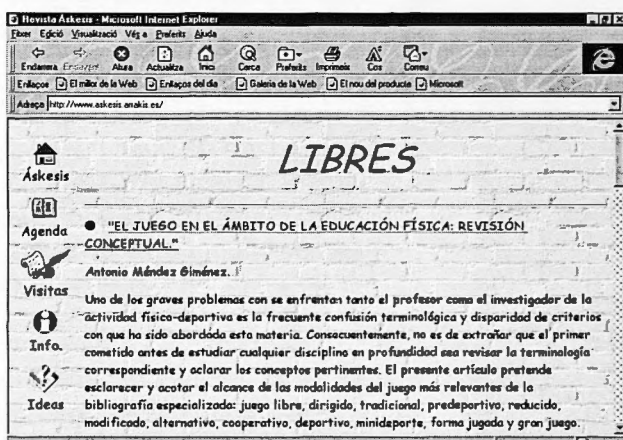 Revista Áskesis - Microsoft Internet Explorer
Fitxer Edició Visualització Vés a Preferits Ajuda
Endarrera Endavant Atura Actualitza Inici Cerca Preferits Imprimeix Cos Correu
Enllaços El millor de la Web Enllaços del dia Galeria de la Web El nou del producte Microsoft
Adreça http://www.askesis.anakis.es/
LIBRES
Áskesis
Agenda
Visitas
Info.
Ideas
● "EL JUEGO EN EL ÁMBITO DE LA EDUCACIÓN FÍSICA: REVISIÓN
CONCEPTUAL."
Antonio Méndez Giménez.
Uno de los graves problemas con se enfrentan tanto el profesor como el investigador de la
actividad físico-deportiva es la frecuente confusión terminológica y disparidad de criterios
con que ha sido abordada esta materia. Consecuentemente, no es de extrañar que el primer
cometido antes de estudiar cualquier disciplina en profundidad sea revisar la terminología
correspondiente y aclarar los conceptos pertinentes. El presente artículo pretende
esclarecer y acotar el alcance de las modalidades del juego más relevantes de la
bibliografía especializada: juego libre, dirigido, tradicional, predeportivo, reducido,
modificado, alternativo, cooperativo, deportivo, minideporte, forma jugada y gran juego.